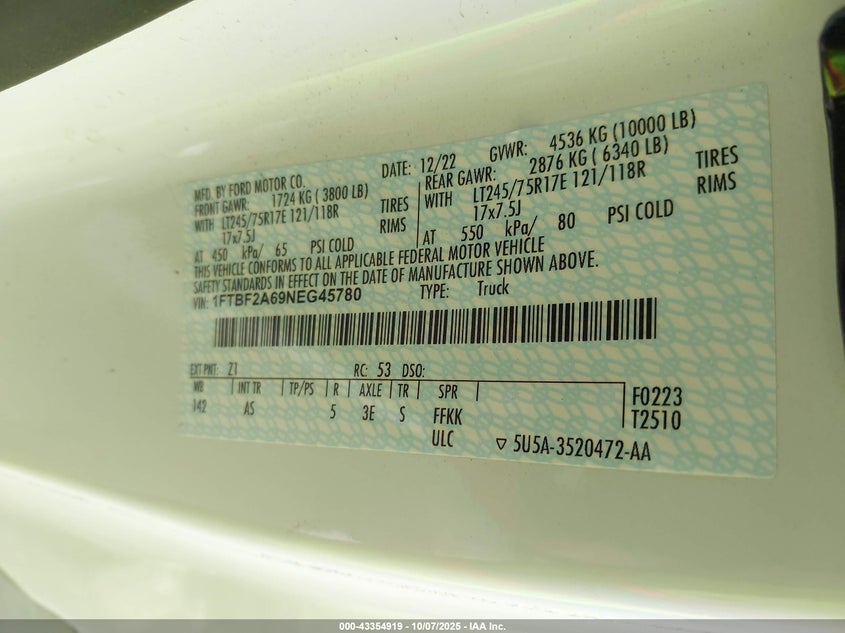 MFD. BY FORD MOTOR CO.
DATE: 12/22 GVWR: 4536 KG (10000 LB)
FRONT GAWR: 1724 KG ( 3800 LB)
WITH LT245/75R17E 121/118R TIRES
17x7.5J RIMS
AT 450 kPa/ 65 PSI COLD
REAR GAWR: 2876 KG ( 6340 LB)
WITH LT245/75R17E 121/118R TIRES
17x7.5J RIMS
AT 550 kPa/ 80 PSI COLD
THIS VEHICLE CONFORMS TO ALL APPLICABLE FEDERAL MOTOR VEHICLE
SAFETY STANDARDS IN EFFECT ON THE DATE OF MANUFACTURE SHOWN ABOVE.
VIN: 1FTBF2A69NEG45780 TYPE: Truck
EXT PNT: Z1 RC: 53 DSO:
WB INT TR TP/PS R AXLE TR SPR
142 AS 5 3E S FFKK
ULC
F0223
T2510
▽ 5U5A-3520472-AA
000-43354919 - 10/07/2025 - IAA Inc.